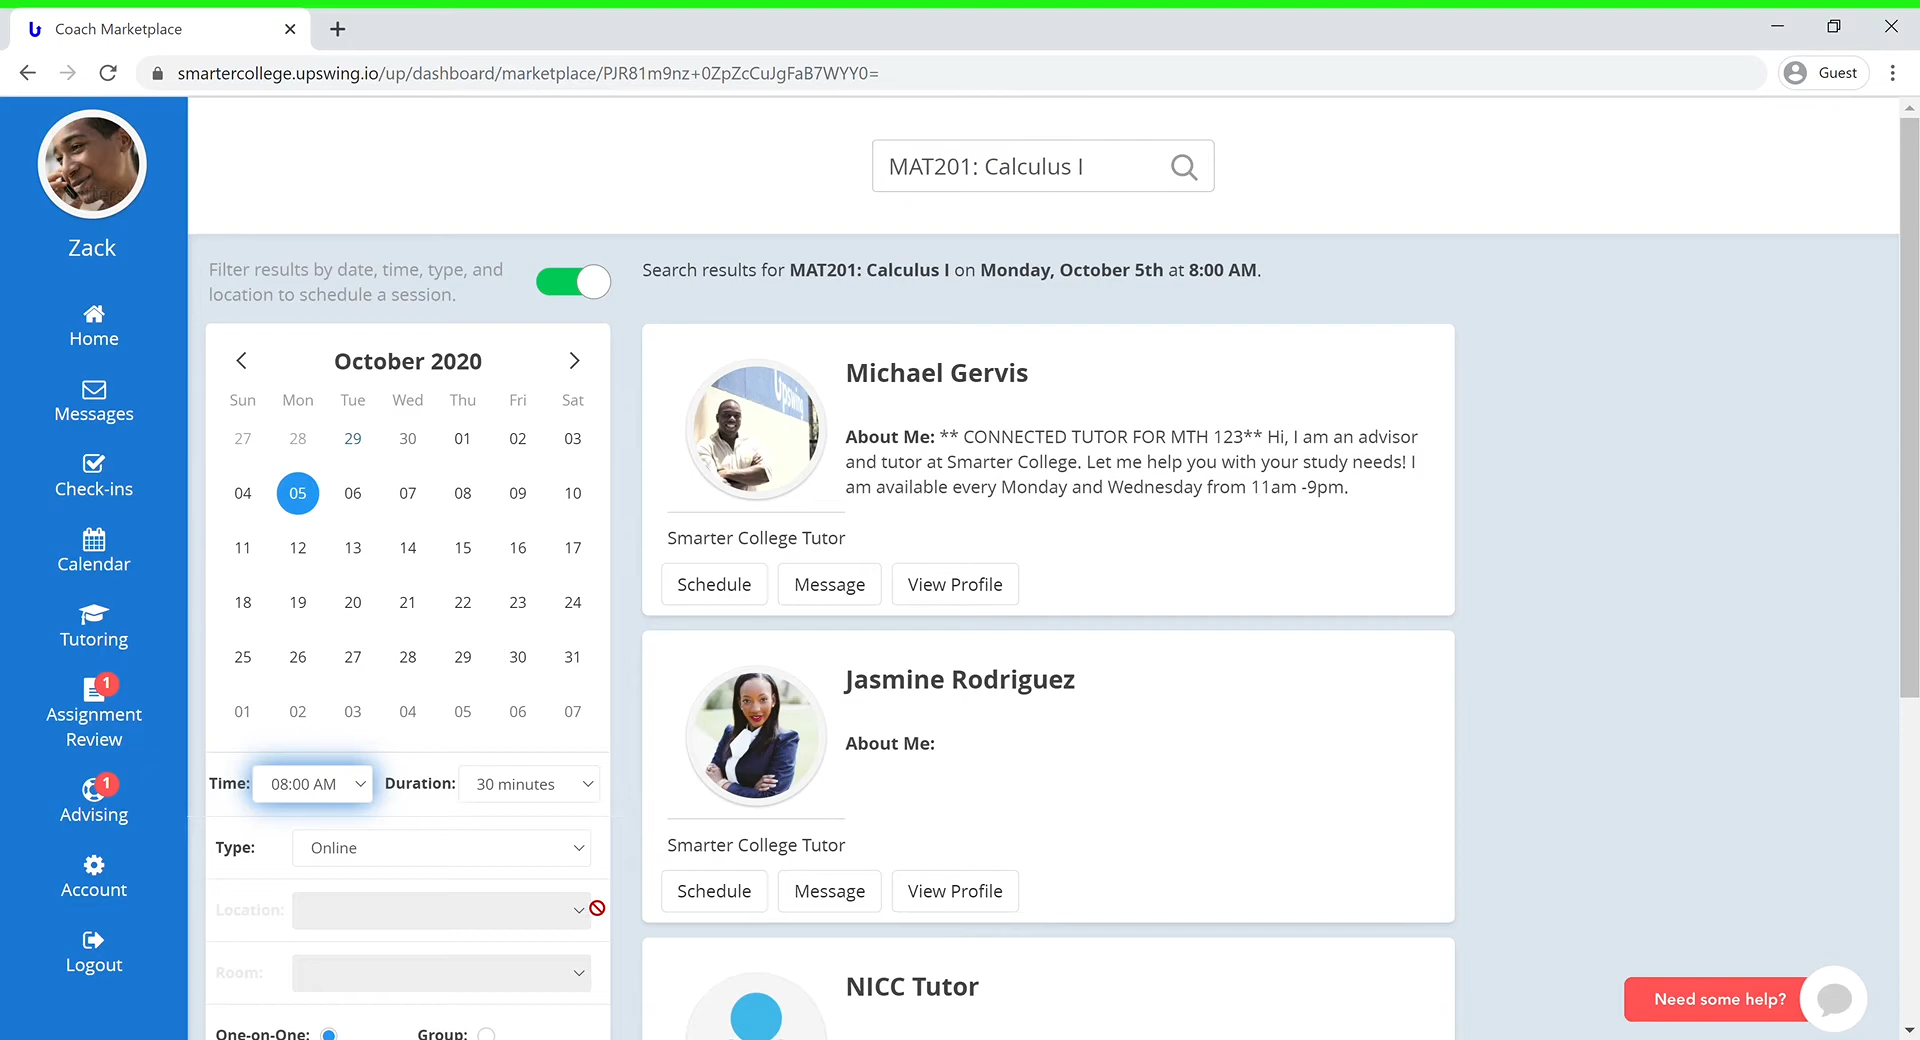 Coach Marketplace
smartercollege.upswing.io/up/dashboard/marketplace/PJR81m9nz+0ZpZcCuJgFaB7WYY0=
Guest
Zack
Home
Messages
Check-ins
Calendar
Tutoring
1
Assignment
Review
1
Advising
Account
Logout
MAT201: Calculus I
Filter results by date, time, type, and
location to schedule a session.
October 2020
Sun Mon Tue Wed Thu Fri Sat
27 28 29 30 01 02 03
04 05 06 07 08 09 10
11 12 13 14 15 16 17
18 19 20 21 22 23 24
25 26 27 28 29 30 31
01 02 03 04 05 06 07
Time: 08:00 AM Duration: 30 minutes
Type: Online
Location:
Room:
One-on-One: Group:
Search results for MAT201: Calculus I on Monday, October 5th at 8:00 AM.
Upswing
Michael Gervis
About Me: ** CONNECTED TUTOR FOR MTH 123** Hi, I am an advisor
and tutor at Smarter College. Let me help you with your study needs! I
am available every Monday and Wednesday from 11am -9pm.
Smarter College Tutor
Schedule Message View Profile
Jasmine Rodriguez
About Me:
Smarter College Tutor
Schedule Message View Profile
NICC Tutor
Need some help?